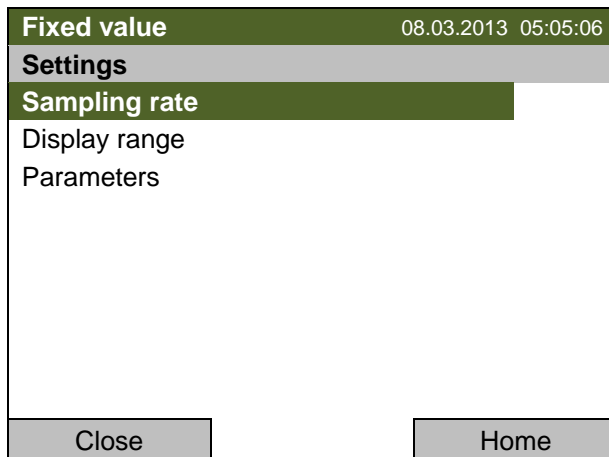 Fixed value 08.03.2013 05:05:06
Settings
Sampling rate
Display range
Parameters
Close Home